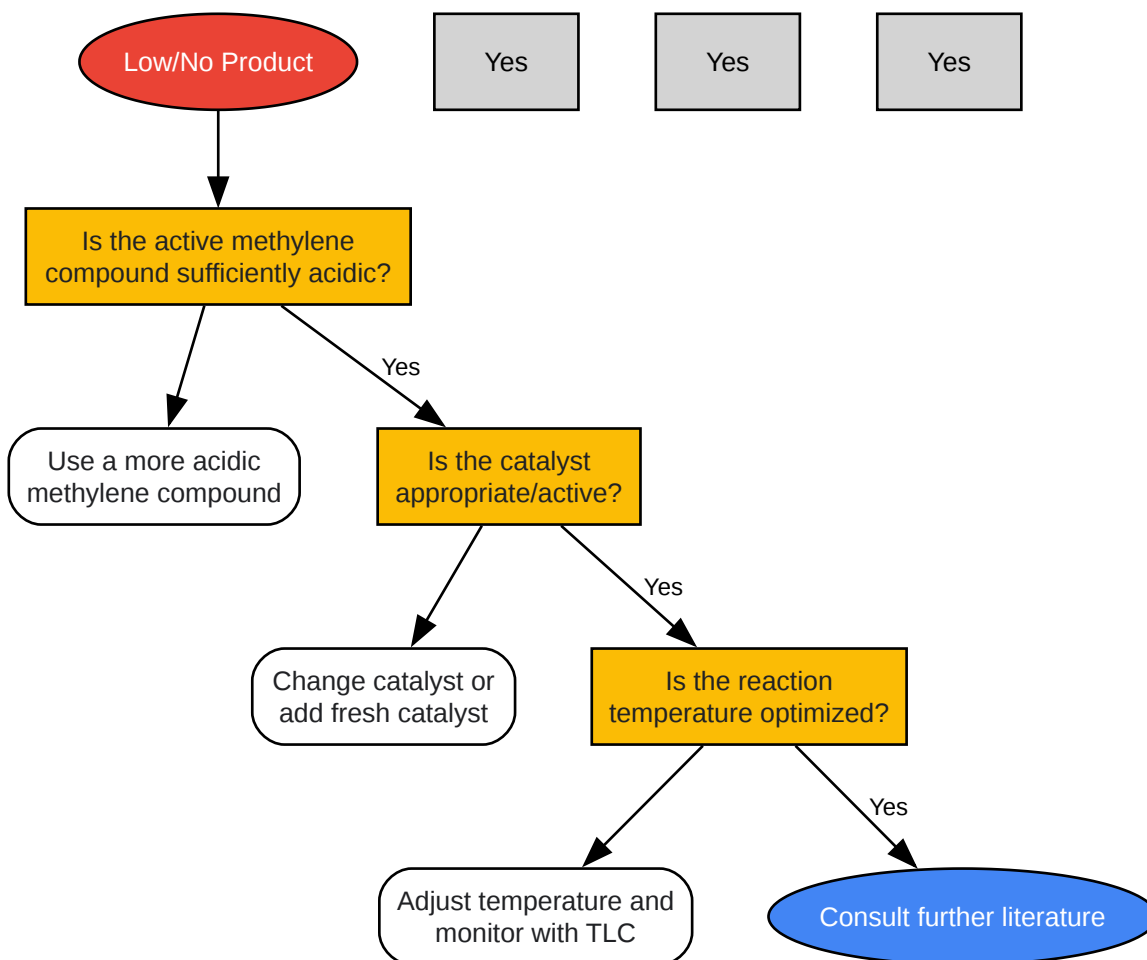 Low/No Product
Yes
Yes
Yes
Is the active methylene
compound sufficiently acidic?
Yes
Use a more acidic
methylene compound
Is the catalyst
appropriate/active?
Yes
Change catalyst or
add fresh catalyst
Is the reaction
temperature optimized?
Yes
Adjust temperature and
monitor with TLC
Consult further literature